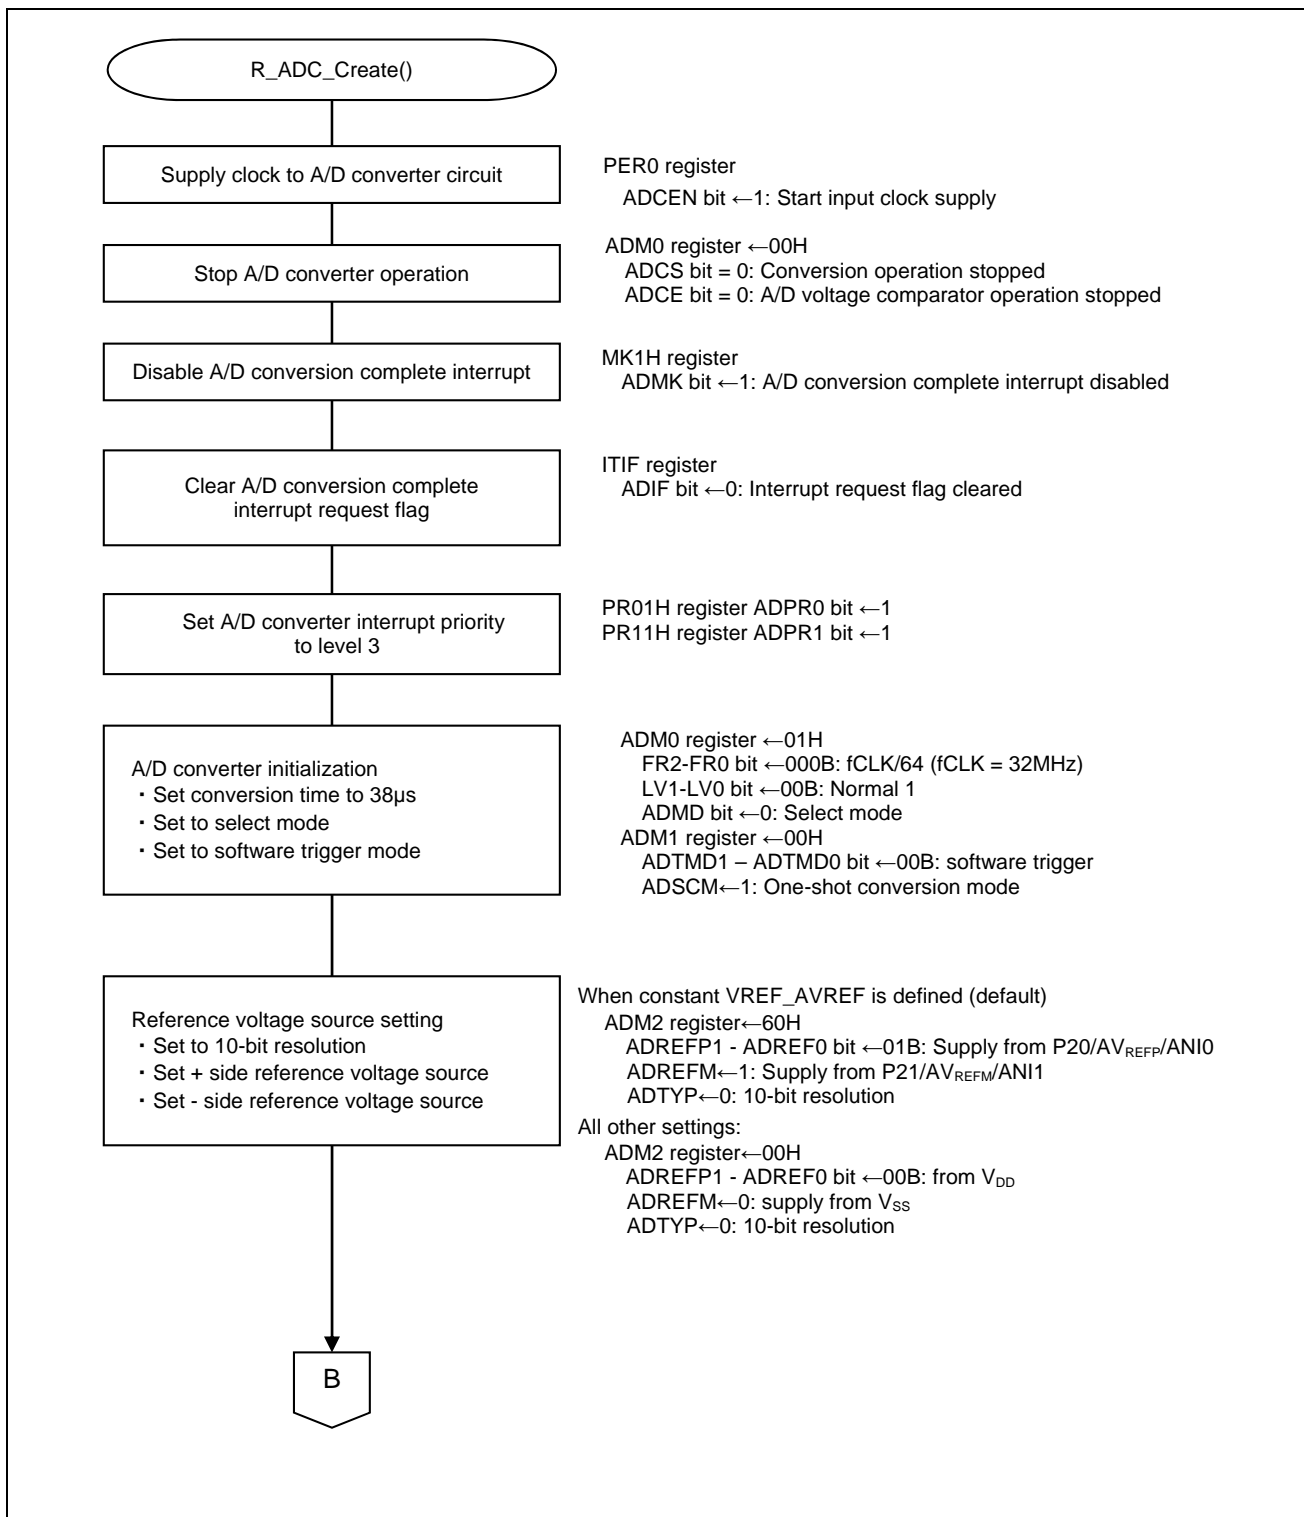 R_ADC_Create()
Supply clock to A/D converter circuit
PER0 register
ADCEN bit ←1: Start input clock supply
Stop A/D converter operation
ADM0 register ←00H
ADCS bit = 0: Conversion operation stopped
ADCE bit = 0: A/D voltage comparator operation stopped
Disable A/D conversion complete interrupt
MK1H register
ADMK bit ←1: A/D conversion complete interrupt disabled
Clear A/D conversion complete
interrupt request flag
ITIF register
ADIF bit ←0: Interrupt request flag cleared
Set A/D converter interrupt priority
to level 3
PR01H register ADPR0 bit ←1
PR11H register ADPR1 bit ←1
A/D converter initialization
・Set conversion time to 38μs
・Set to select mode
・Set to software trigger mode
ADM0 register ←01H
FR2-FR0 bit ←000B: fCLK/64 (fCLK = 32MHz)
LV1-LV0 bit ←00B: Normal 1
ADMD bit ←0: Select mode
ADM1 register ←00H
ADTMD1 – ADTMD0 bit ←00B: software trigger
ADSCM←1: One-shot conversion mode
Reference voltage source setting
・Set to 10-bit resolution
・Set + side reference voltage source
・Set - side reference voltage source
When constant VREF_AVREF is defined (default)
ADM2 register←60H
ADREFP1 - ADREF0 bit ←01B: Supply from P20/AVREFP/ANI0
ADREFM←1: Supply from P21/AVREFM/ANI1
ADTYP←0: 10-bit resolution
All other settings:
ADM2 register←00H
ADREFP1 - ADREF0 bit ←00B: from VDD
ADREFM←0: supply from VSS
ADTYP←0: 10-bit resolution
B